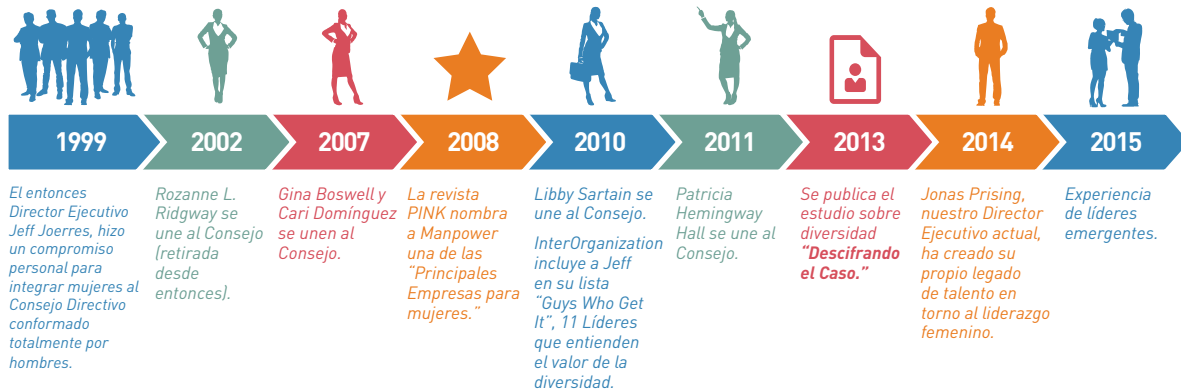 1999
El entonces
Director Ejecutivo
Jeff Joerres, hizo
un compromiso
personal para
integrar mujeres al
Consejo Directivo
conformado
totalmente por
hombres.
2002
Rozanne L.
Ridgway se
une al Consejo
(retirada
desde
entonces).
2007
Gina Boswell y
Cari Domínguez
se unen al
Consejo.
2008
La revista
PINK nombra
a Manpower
una de las
“Principales
Empresas para
mujeres.”
2010
Libby Sartain se
une al Consejo.
InterOrganization
incluye a Jeff
en su lista
“Guys Who Get
It”, 11 Líderes
que entienden
el valor de la
diversidad.
2011
Patricia
Hemingway
Hall se une al
Consejo.
2013
Se publica el
estudio sobre
diversidad
“Descifrando
el Caso.”
2014
Jonas Prising,
nuestro Director
Ejecutivo actual,
ha creado su
propio legado
de talento en
torno al liderazgo
femenino.
2015
Experiencia
de líderes
emergentes.